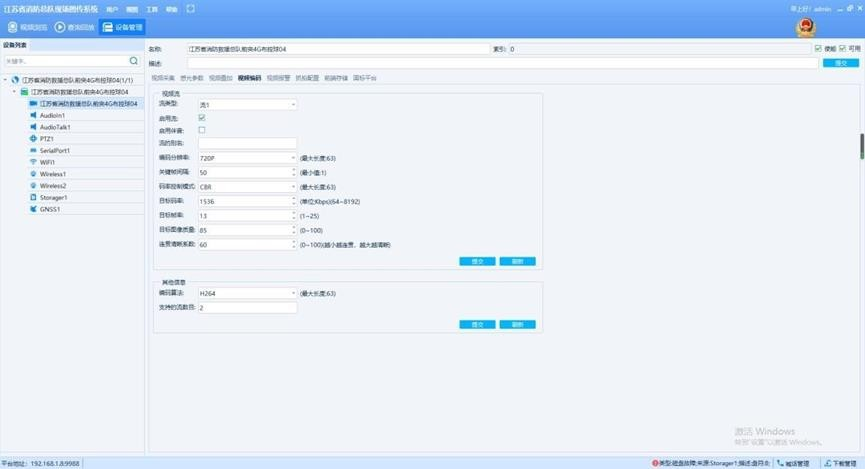 江苏省消防总队现场图传系统 用户 视图 工具 帮助
早上好! admin
视频浏览 查询回放 设备管理
设备列表
关键字..
江苏省消防救援总队前突4G布控球04(1/1)
江苏省消防救援总队前突4G布控球04
江苏省消防救援总队前突4G布控球04
AudioIn1
AudioTalk1
PTZ1
SerialPort1
WiFi1
Wireless1
Wireless2
Storager1
GNSS1
名称: 江苏省消防救援总队前突4G布控球04 索引: 0 使能 可用
描述: 提交
视频采集 感光参数 视频叠加 视频编码 视频报警 抓拍配置 前端存储 国标平台
视频流
流类型: 流1
启用流:
启用伴音:
流的别名:
编码分辨率: 720P (最大长度:63)
关键帧间隔: 50 (最小值:1)
码率控制模式: CBR (最大长度:63)
目标码率: 1536 (单位:Kbps)(64~8192)
目标帧率: 13 (1~25)
目标图像质量: 85 (0~100)
连贯清晰系数: 60 (0~100)(越小越连贯，越大越清晰)
提交 刷新
其他信息
编码算法: H264 (最大长度:63)
支持的流数目: 2
提交 刷新
激活 Windows
转到"设置"以激活 Windows。
平台地址: 192.168.1.8:9988
类型:磁盘故障;来源:Storager1;描述:盘符0: 喊话管理 下载管理